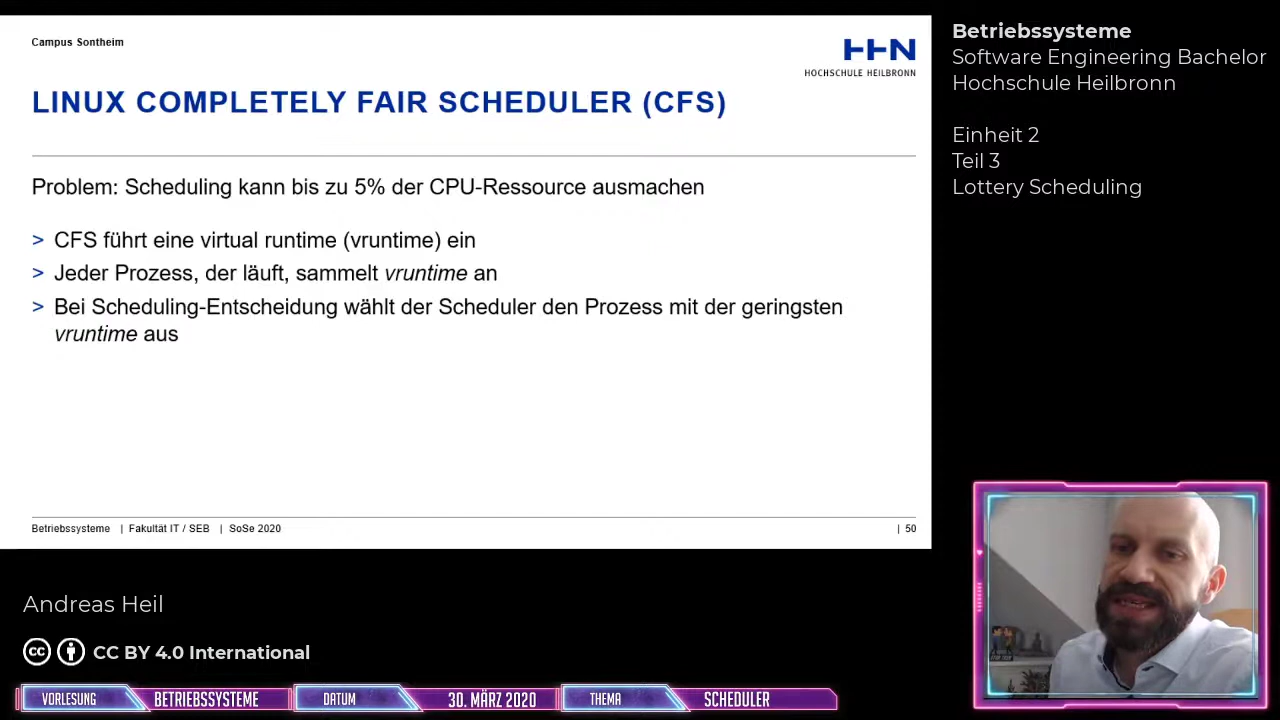 Campus Sontheim
HHN
HOCHSCHULE HEILBRONN
LINUX COMPLETELY FAIR SCHEDULER (CFS)
Problem: Scheduling kann bis zu 5% der CPU-Ressource ausmachen
> CFS führt eine virtual runtime (vruntime) ein
> Jeder Prozess, der läuft, sammelt vruntime an
> Bei Scheduling-Entscheidung wählt der Scheduler den Prozess mit der geringsten
vruntime aus
Betriebssysteme | Fakultät IT / SEB | SoSe 2020 | 50
Betriebssysteme
Software Engineering Bachelor
Hochschule Heilbronn
Einheit 2
Teil 3
Lottery Scheduling
Andreas Heil
cc CC BY 4.0 International
VORLESUNG BETRIEBSSYSTEME DATUM 30. MÄRZ 2020 THEMA SCHEDULER